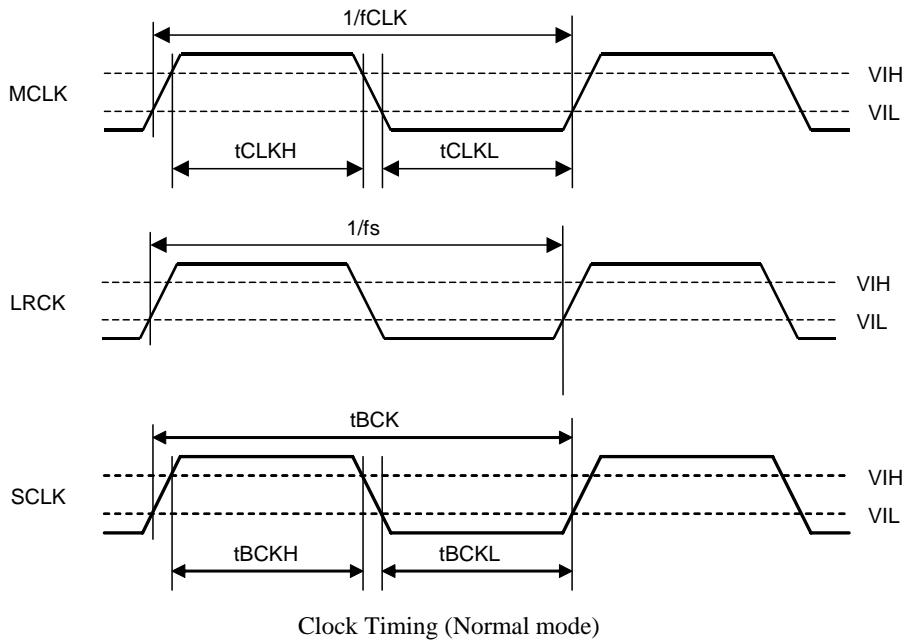 1/fCLK
MCLK
VIH
VIL
tCLKH
tCLKL
1/fs
LRCK
VIH
VIL
tBCK
SCLK
VIH
VIL
tBCKH
tBCKL
Clock Timing (Normal mode)